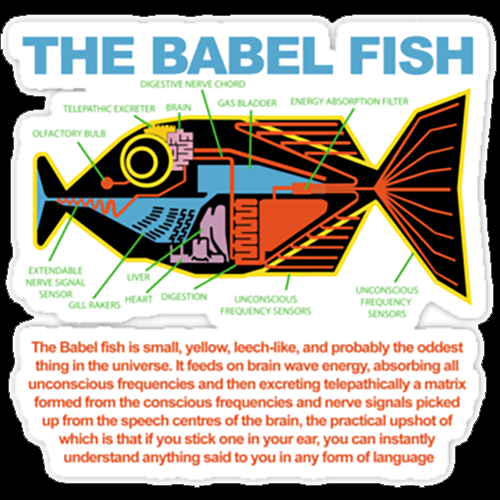 THE BABEL FISH
DIGESTIVE NERVE CHORD
TELEPATHIC EXCRETER
BRAIN
GAS BLADDER
ENERGY ABSORPTION FILTER
OLFACTORY BULB
EXTENDABLE
NERVE SIGNAL
SENSOR
GILL RAKERS
LIVER
HEART
DIGESTION
UNCONSCIOUS
FREQUENCY SENSORS
UNCONSCIOUS
FREQUENCY
SENSORS
The Babel fish is small, yellow, leech-like, and probably the oddest
thing in the universe. It feeds on brain wave energy, absorbing all
unconscious frequencies and then excreting telepathically a matrix
formed from the conscious frequencies and nerve signals picked
up from the speech centres of the brain, the practical upshot of
which is that if you stick one in your ear, you can instantly
understand anything said to you in any form of language